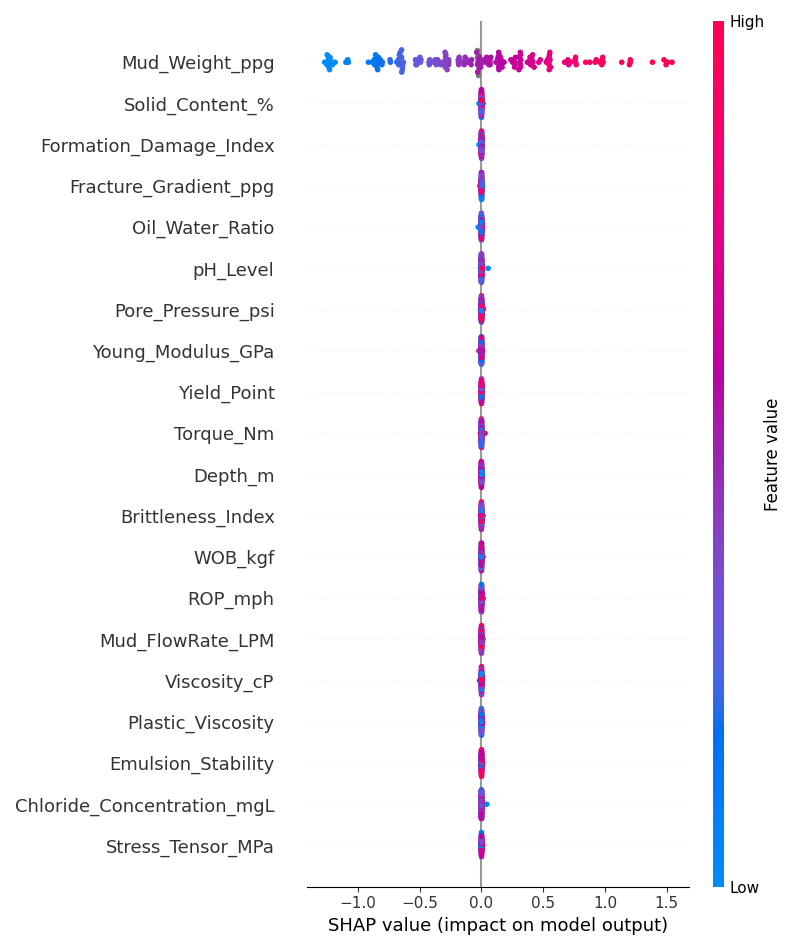 High
Mud_Weight_ppg
Solid_Content_%
Formation_Damage_Index
Fracture_Gradient_ppg
Oil_Water_Ratio
pH_Level
Pore_Pressure_psi
Young_Modulus_GPa
Yield_Point
Torque_Nm
Depth_m
Brittleness_Index
WOB_kgf
ROP_mph
Mud_FlowRate_LPM
Viscosity_cP
Plastic_Viscosity
Emulsion_Stability
Chloride_Concentration_mgL
Stress_Tensor_MPa
Feature value
Low
−1.0 −0.5 0.0 0.5 1.0 1.5
SHAP value (impact on model output)